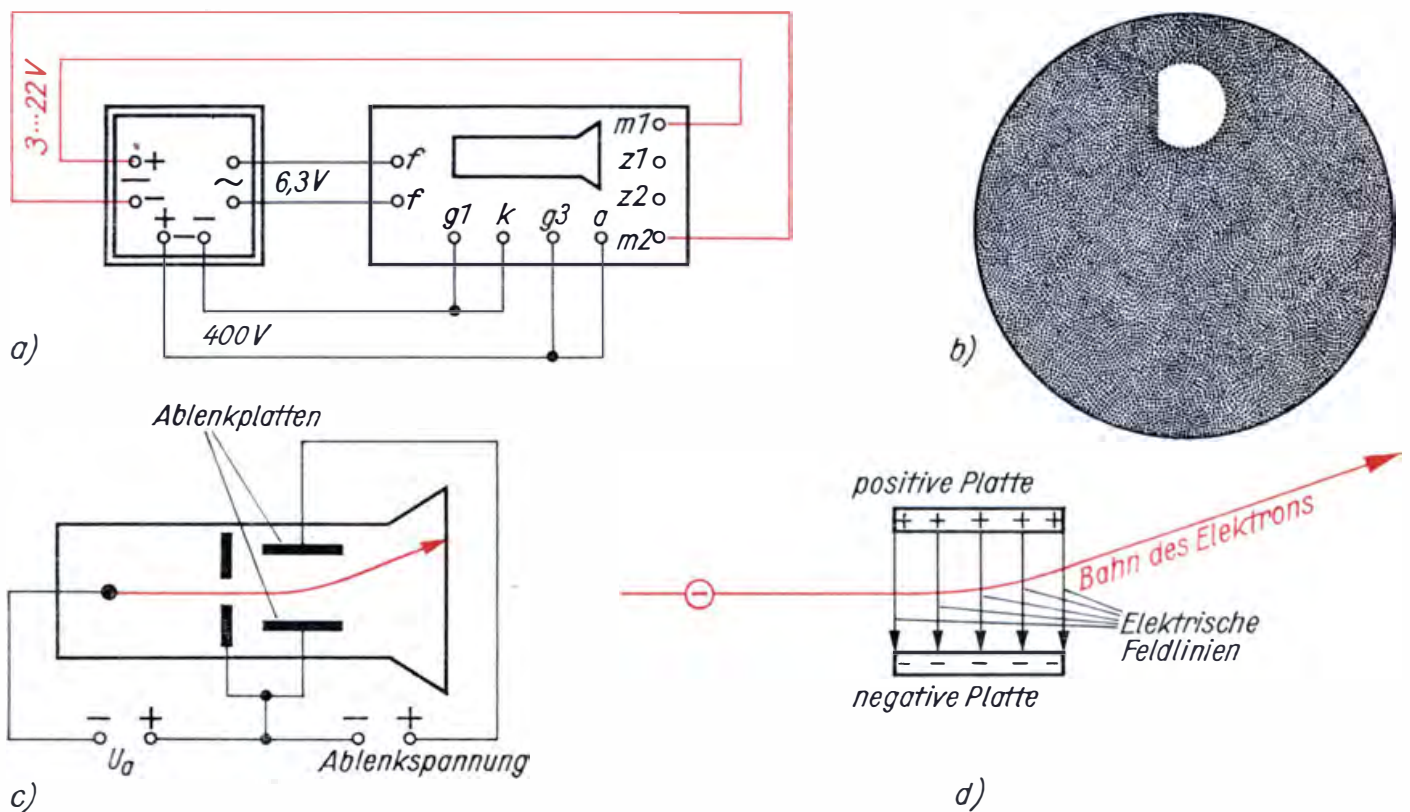 3···22V
+
−
∼
6,3V
+ −
400V
f
f
g1 k g3 a
m1
z1
z2
m2
a)
b)
Ablenkplatten
− +
Ua
− +
Ablenkspannung
c)
positive Platte
+ + + + +
−
Bahn des Elektrons
Elektrische
Feldlinien
− − − − −
negative Platte
d)